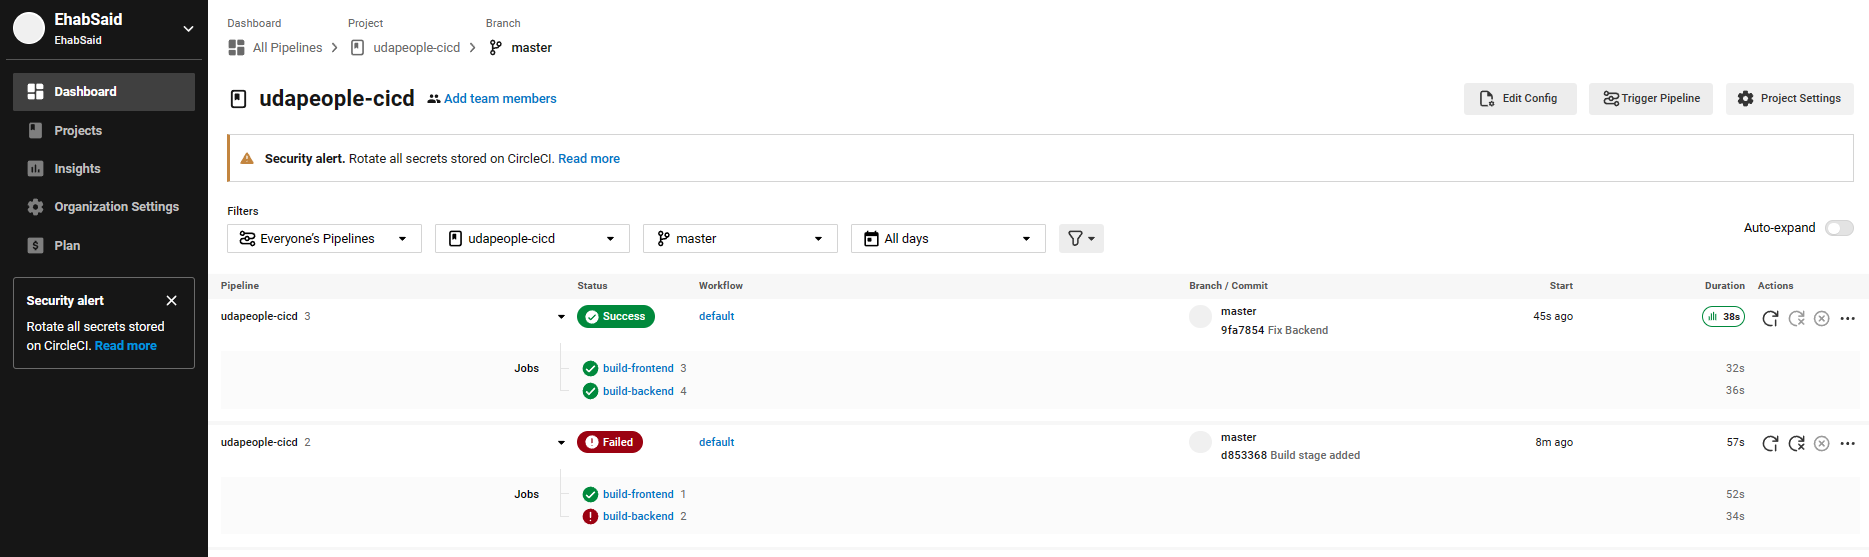 EhabSaid
EhabSaid
Dashboard
Projects
Insights
Organization Settings
Plan
Security alert
Rotate all secrets stored
on CircleCI. Read more
Dashboard Project Branch
All Pipelines udapeople-cicd master
udapeople-cicd Add team members
Edit Config Trigger Pipeline Project Settings
Security alert. Rotate all secrets stored on CircleCI. Read more
Filters
Everyone's Pipelines udapeople-cicd master All days
Auto-expand
Pipeline Status Workflow Branch / Commit Start Duration Actions
udapeople-cicd 3 Success default master 45s ago 38s
9fa7854 Fix Backend
Jobs build-frontend 3 32s
build-backend 4 36s
udapeople-cicd 2 Failed default master 8m ago 57s
d853368 Build stage added
Jobs build-frontend 1 52s
build-backend 2 34s